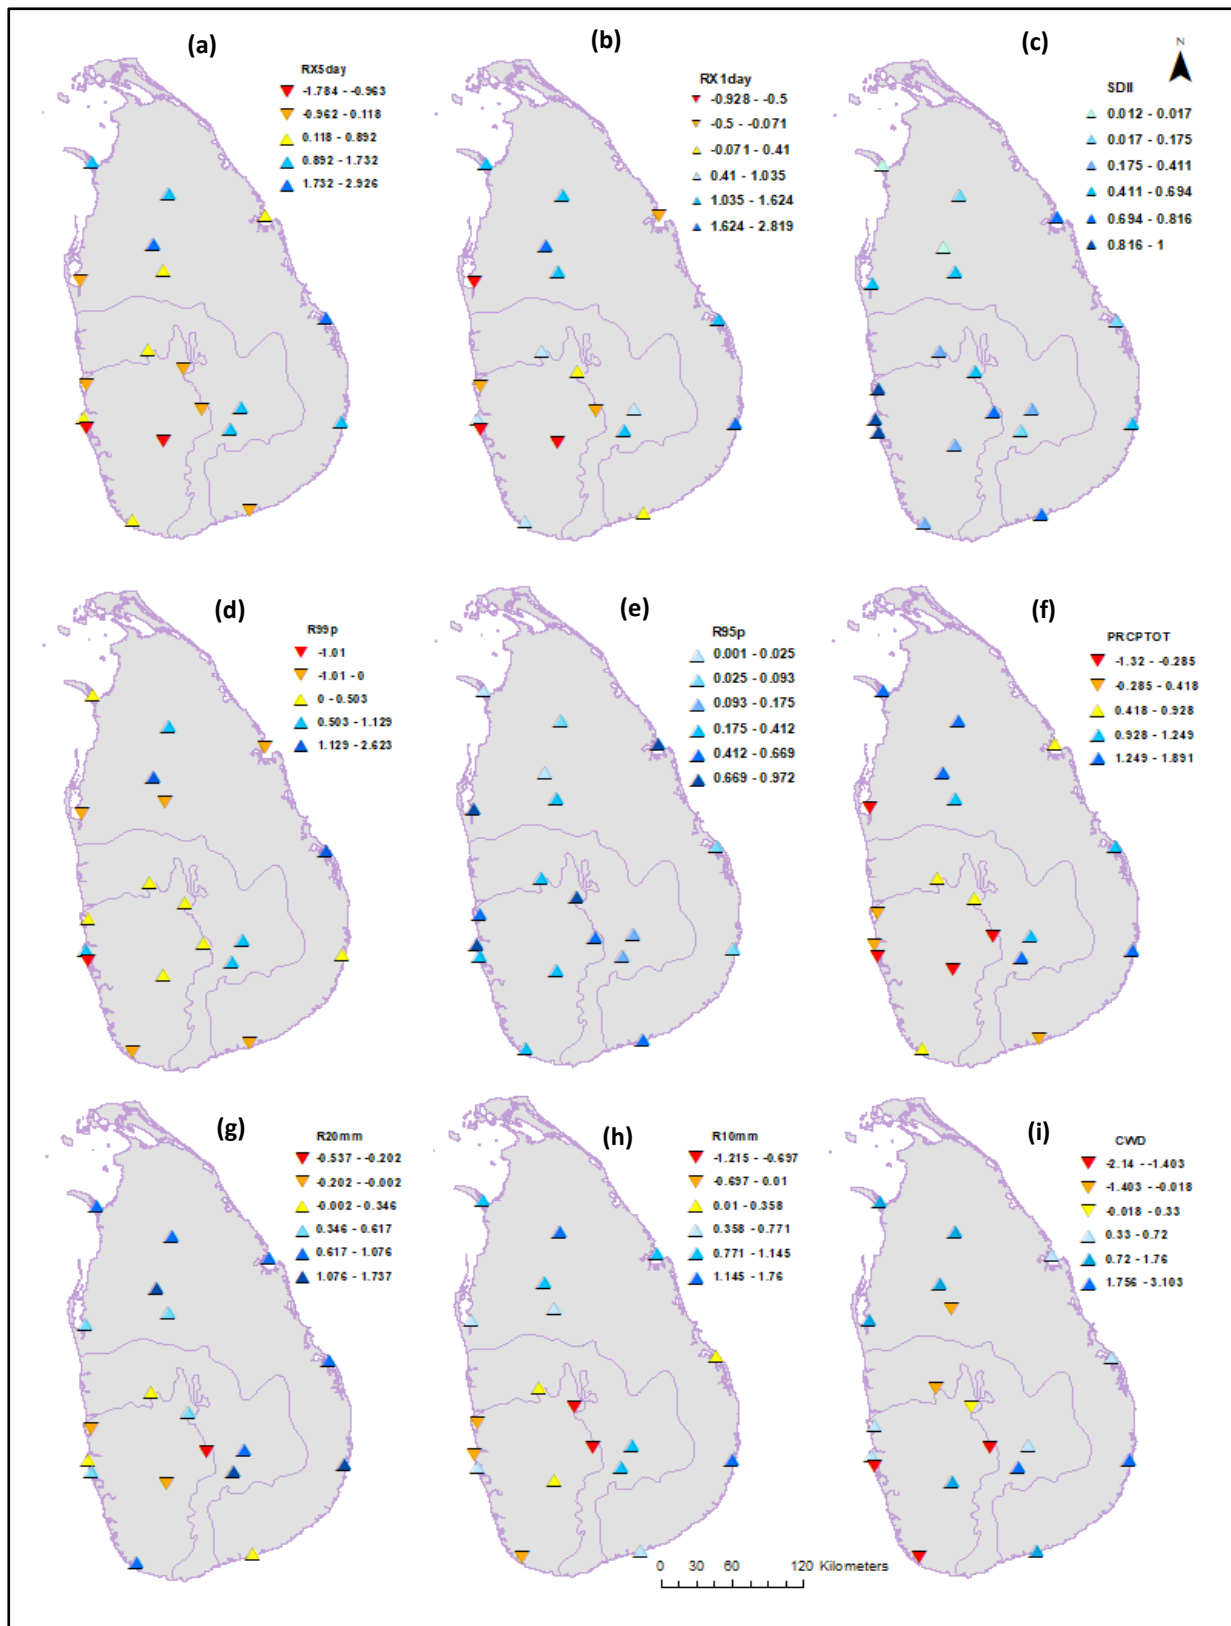 (a)
(b)
(c)
N
RX5day
-1.784 - -0.963
-0.962 - 0.118
0.118 - 0.892
0.892 - 1.732
1.732 - 2.926
RX1day
-0.928 - -0.5
-0.5 - -0.071
-0.071 - 0.41
0.41 - 1.035
1.035 - 1.624
1.624 - 2.819
SDII
0.012 - 0.017
0.017 - 0.175
0.175 - 0.411
0.411 - 0.694
0.694 - 0.816
0.816 - 1
(d)
(e)
(f)
R99p
-1.01
-1.01 - 0
0 - 0.503
0.503 - 1.129
1.129 - 2.623
R95p
0.001 - 0.025
0.025 - 0.093
0.093 - 0.175
0.175 - 0.412
0.412 - 0.669
0.669 - 0.972
PRCPTOT
-1.32 - -0.285
-0.285 - 0.418
0.418 - 0.928
0.928 - 1.249
1.249 - 1.891
(g)
(h)
(i)
R20mm
-0.537 - -0.202
-0.202 - -0.002
-0.002 - 0.346
0.346 - 0.617
0.617 - 1.076
1.076 - 1.737
R10mm
-1.215 - -0.697
-0.697 - 0.01
0.01 - 0.358
0.358 - 0.771
0.771 - 1.145
1.145 - 1.76
CWD
-2.14 - -1.403
-1.403 - -0.018
-0.018 - 0.33
0.33 - 0.72
0.72 - 1.76
1.756 - 3.103
0 30 60 120 Kilometers